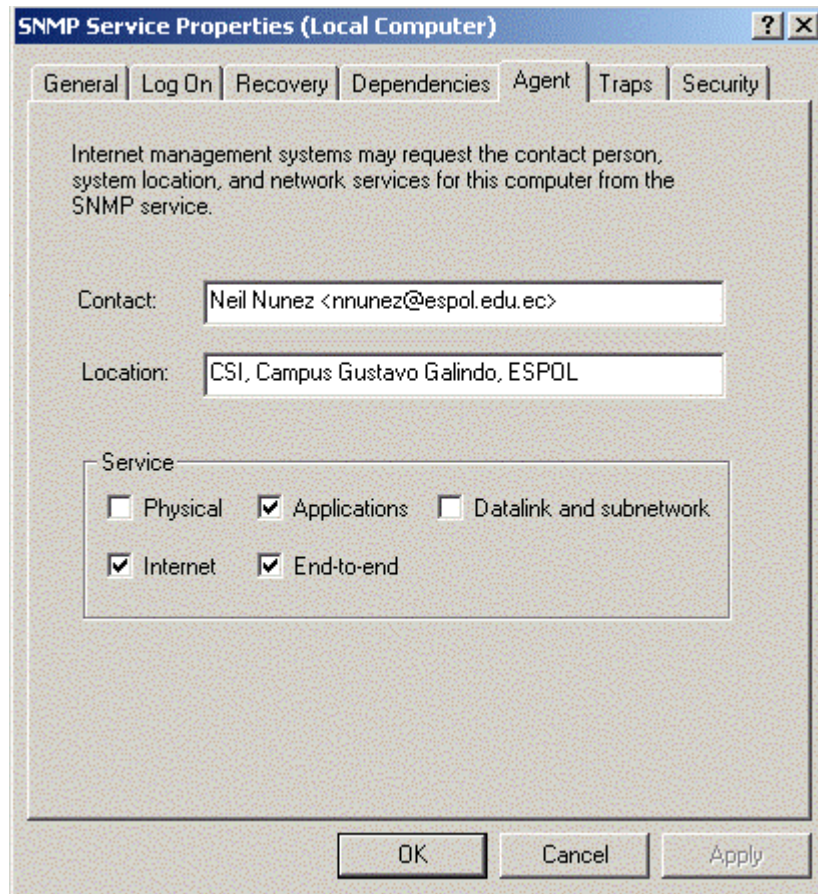 SNMP Service Properties (Local Computer)
General Log On Recovery Dependencies Agent Traps Security
Internet management systems may request the contact person,
system location, and network services for this computer from the
SNMP service.
Contact: Neil Nunez <nnunez@espol.edu.ec>
Location: CSI, Campus Gustavo Galindo, ESPOL
Service
Physical Applications Datalink and subnetwork
Internet End-to-end
OK Cancel Apply